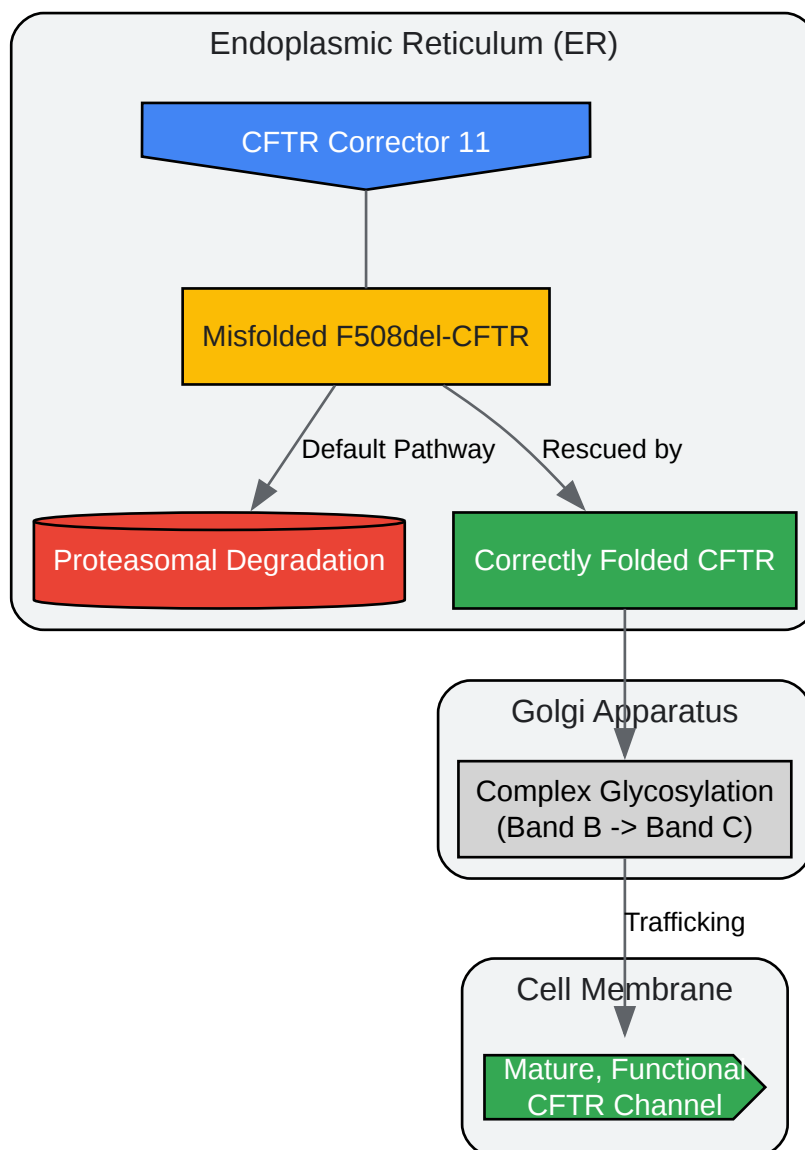 Endoplasmic Reticulum (ER)
CFTR Corrector 11
Misfolded F508del-CFTR
Default Pathway
Rescued by
Proteasomal Degradation
Correctly Folded CFTR
Golgi Apparatus
Complex Glycosylation
(Band B -> Band C)
Trafficking
Cell Membrane
Mature, Functional
CFTR Channel